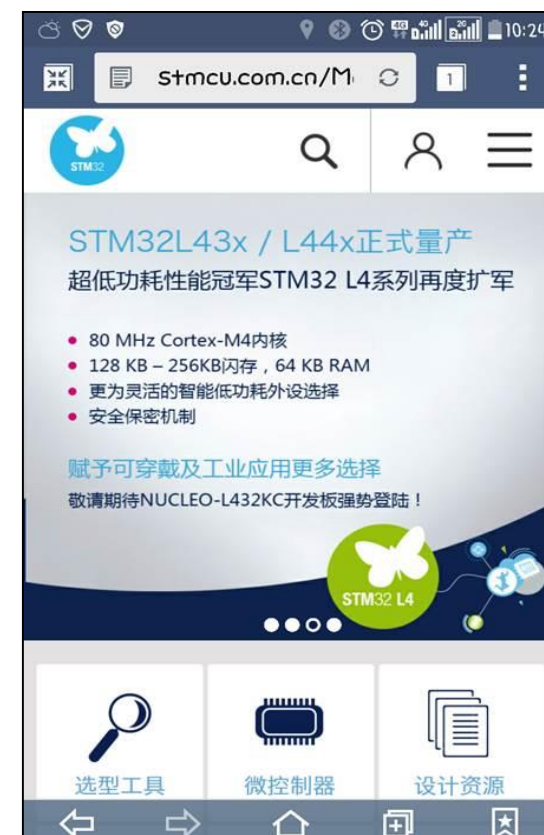 4G 4G 2G 10:24
stmcu.com.cn/M 1
STM32
STM32L43x / L44x正式量产
超低功耗性能冠军STM32 L4系列再度扩军
• 80 MHz Cortex-M4内核
• 128 KB – 256KB闪存，64 KB RAM
• 更为灵活的智能低功耗外设选择
• 安全保密机制
赋予可穿戴及工业应用更多选择
敬请期待NUCLEO-L432KC开发板强势登陆！
STM32 L4
选型工具 微控制器 设计资源